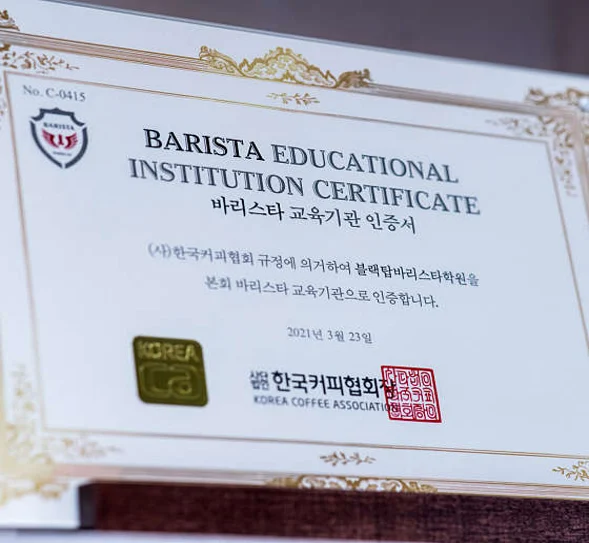 No. C-0415
BARISTA
BARISTA EDUCATIONAL
INSTITUTION CERTIFICATE
바리스타 교육기관 인증서
(사)한국커피협회 규정에 의거하여 블랙탑바리스타학원을
본회 바리스타 교육기관으로 인증합니다.
2021년 3월 23일
KOREA
사단법인 한국커피협회장
KOREA COFFEE ASSOCIATION